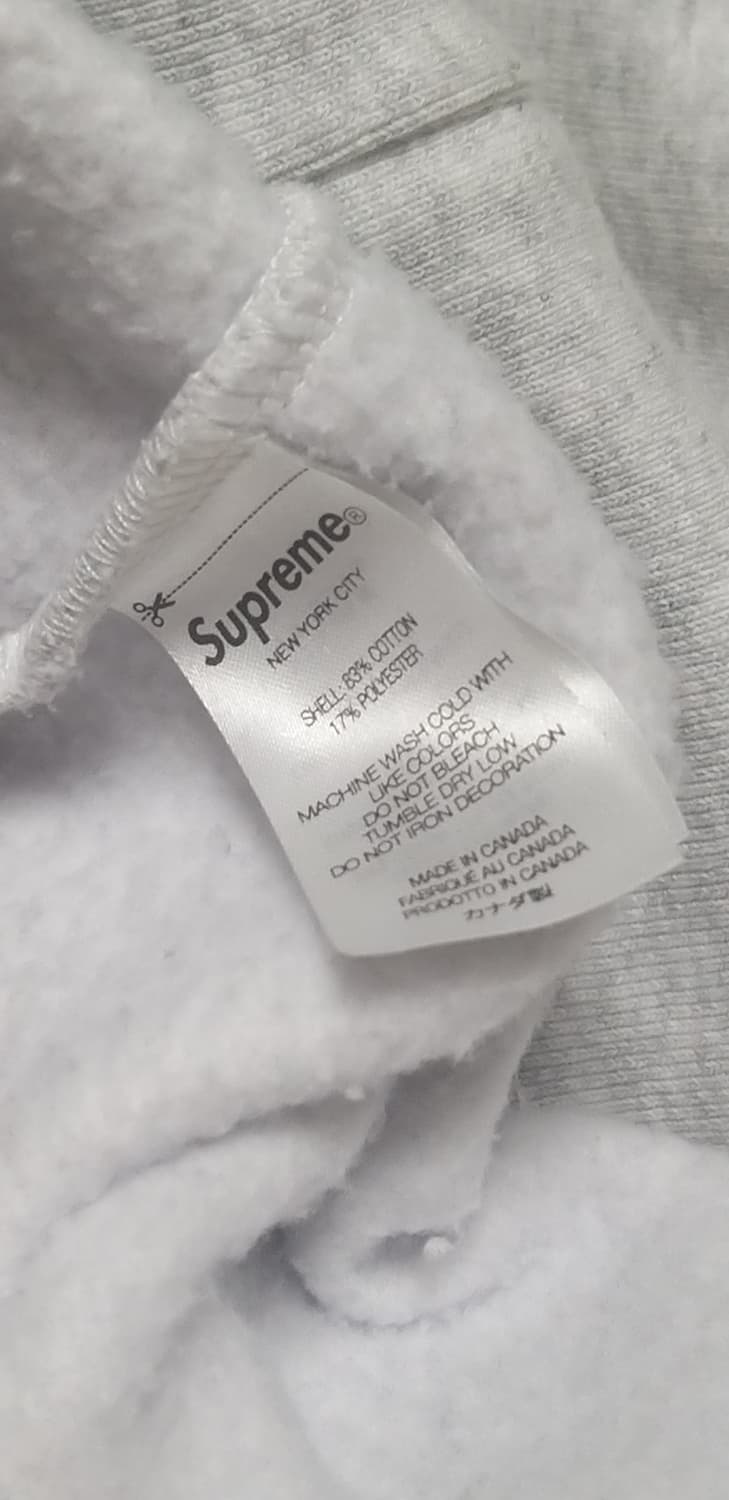 Supreme®
NEW YORK CITY
SHELL: 83% COTTON
17% POLYESTER
MACHINE WASH COLD WITH
LIKE COLORS
DO NOT BLEACH
TUMBLE DRY LOW
DO NOT IRON DECORATION
MADE IN CANADA
FABRIQUÉ AU CANADA
PRODOTTO IN CANADA
カナダ製